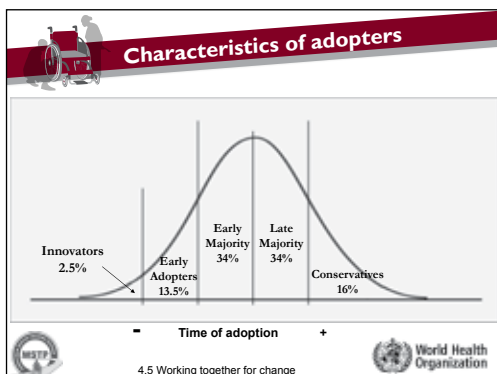 Characteristics of adopters
Innovators
2.5%
Early
Adopters
13.5%
Early
Majority
34%
Late
Majority
34%
Conservatives
16%
- Time of adoption +
MSTP
4.5 Working together for change
World Health
Organization